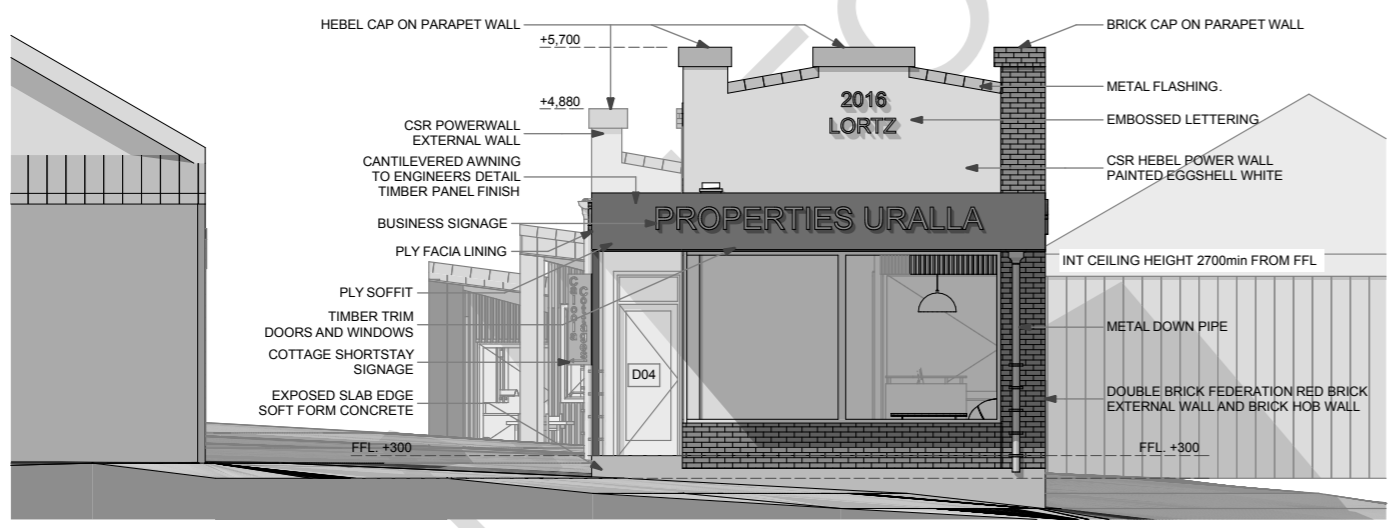 HEBEL CAP ON PARAPET WALL
+5,700
+4,880
CSR POWERWALL
EXTERNAL WALL
CANTILEVERED AWNING
TO ENGINEERS DETAIL
TIMBER PANEL FINISH
BUSINESS SIGNAGE
PLY FACIA LINING
PLY SOFFIT
TIMBER TRIM
DOORS AND WINDOWS
COTTAGE SHORTSTAY
SIGNAGE
EXPOSED SLAB EDGE
SOFT FORM CONCRETE
FFL. +300
2016
LORTZ
PROPERTIES URALLA
D04
BRICK CAP ON PARAPET WALL
METAL FLASHING.
EMBOSSED LETTERING
CSR HEBEL POWER WALL
PAINTED EGGSHELL WHITE
INT CEILING HEIGHT 2700min FROM FFL
METAL DOWN PIPE
DOUBLE BRICK FEDERATION RED BRICK
EXTERNAL WALL AND BRICK HOB WALL
FFL. +300